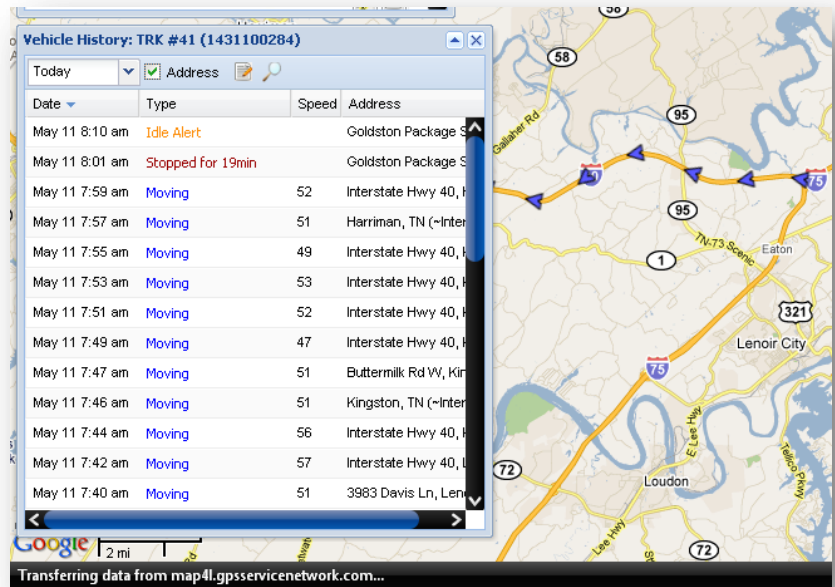 Vehicle History: TRK #41 (1431100284)
Today Address
Date Type Speed Address
May 11 8:10 am Idle Alert Goldston Package S
May 11 8:01 am Stopped for 19min Goldston Package S
May 11 7:59 am Moving 52 Interstate Hwy 40,
May 11 7:57 am Moving 51 Harriman, TN (~Inter
May 11 7:55 am Moving 49 Interstate Hwy 40,
May 11 7:53 am Moving 53 Interstate Hwy 40,
May 11 7:51 am Moving 52 Interstate Hwy 40,
May 11 7:49 am Moving 47 Interstate Hwy 40,
May 11 7:47 am Moving 51 Buttermilk Rd W, Kin
May 11 7:46 am Moving 51 Kingston, TN (~Inter
May 11 7:44 am Moving 56 Interstate Hwy 40,
May 11 7:42 am Moving 57 Interstate Hwy 40, L
May 11 7:40 am Moving 51 3983 Davis Ln, Len
58
58
Gallaher Rd
95
75
95
TN-73 Scenic
Eaton
1
321
Lenoir City
75
E Lee Hwy
Tellico Pkwy
72
Loudon
Lee Hwy
72
Google
2 mi
Transferring data from map4l.gpsservicenetwork.com...